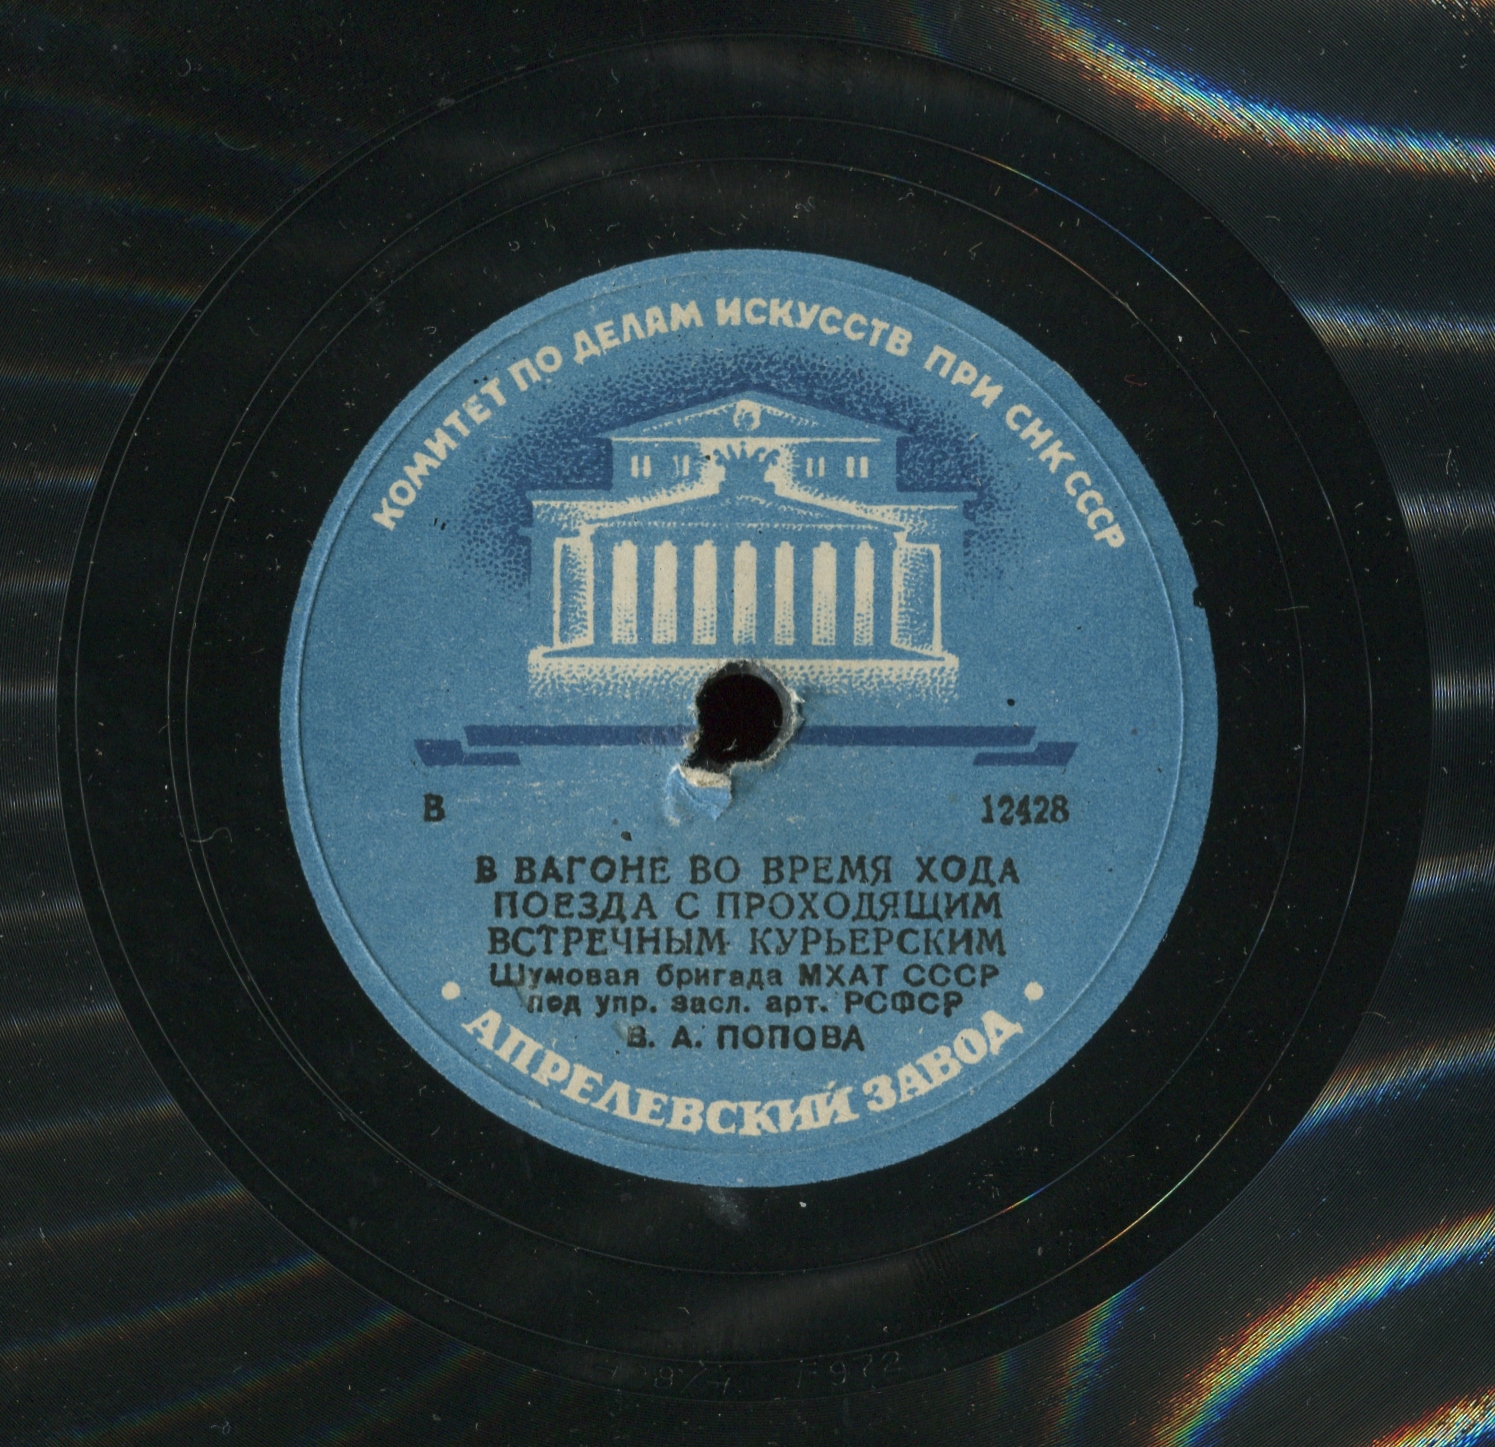 КОМИТЕТ ПО ДЕЛАМ ИСКУССТВ ПРИ СНК СССР
В 12428
В ВАГОНЕ ВО ВРЕМЯ ХОДА
ПОЕЗДА С ПРОХОДЯЩИМ
ВСТРЕЧНЫМ КУРЬЕРСКИМ
Шумовая бригада МХАТ СССР
под упр. засл. арт. РСФСР
В. А. ПОПОВА
АПРЕЛЕВСКИЙ ЗАВОД